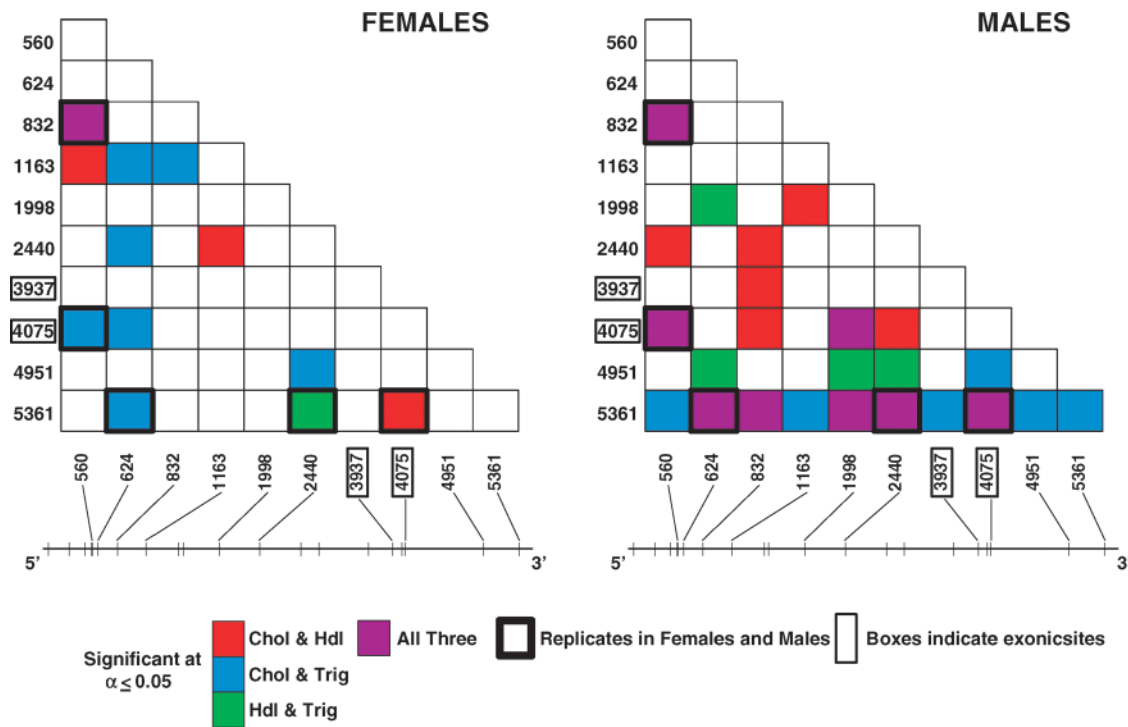 FEMALES
560
624
832
1163
1998
2440
3937
4075
4951
5361
560 624 832 1163 1998 2440 3937 4075 4951 5361
5' 3'
MALES
560
624
832
1163
1998
2440
3937
4075
4951
5361
560 624 832 1163 1998 2440 3937 4075 4951 5361
5' 3
Significant at
α ≤ 0.05
Chol & Hdl
Chol & Trig
Hdl & Trig
All Three
Replicates in Females and Males
Boxes indicate exonicsites